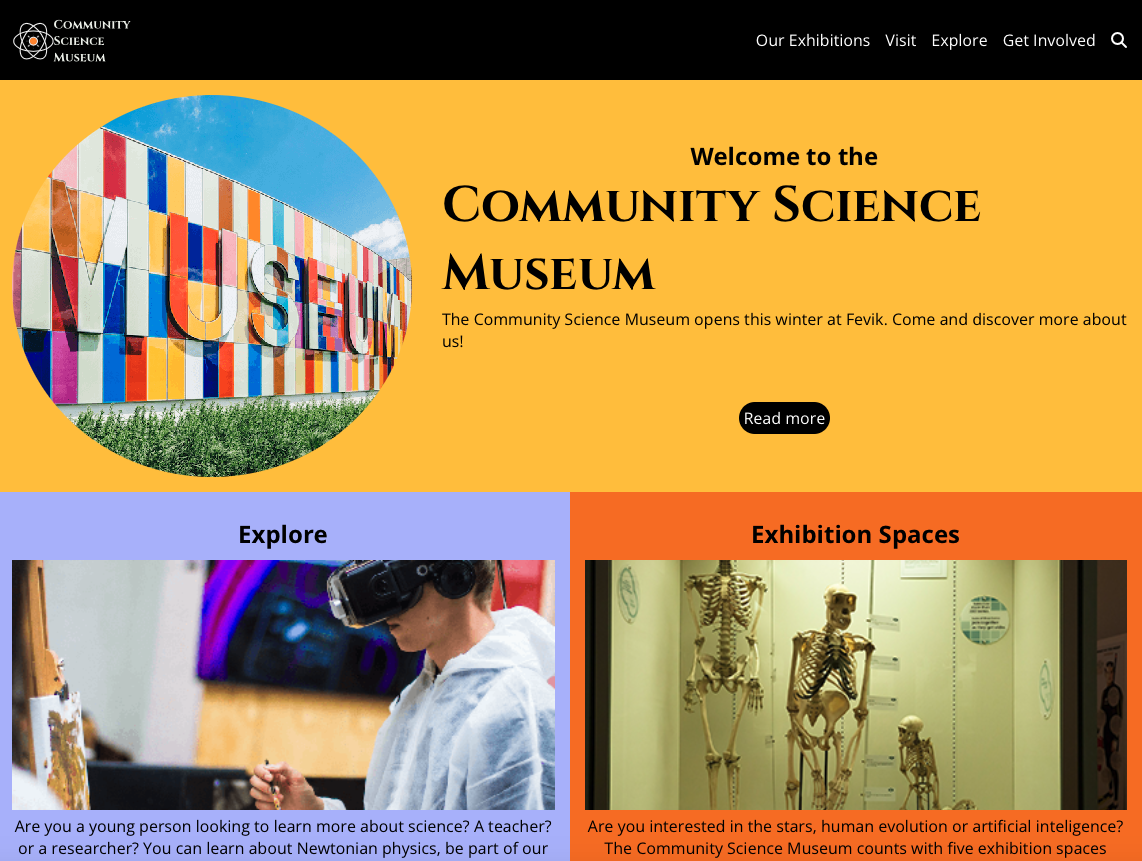 Community
Science
Museum
Our Exhibitions Visit Explore Get Involved
MUSEUM
Welcome to the
Community Science
Museum
The Community Science Museum opens this winter at Fevik. Come and discover more about
us!
Read more
Explore
Exhibition Spaces
Are you a young person looking to learn more about science? A teacher?
or a researcher? You can learn about Newtonian physics, be part of our
Are you interested in the stars, human evolution or artificial inteligence?
The Community Science Museum counts with five exhibition spaces